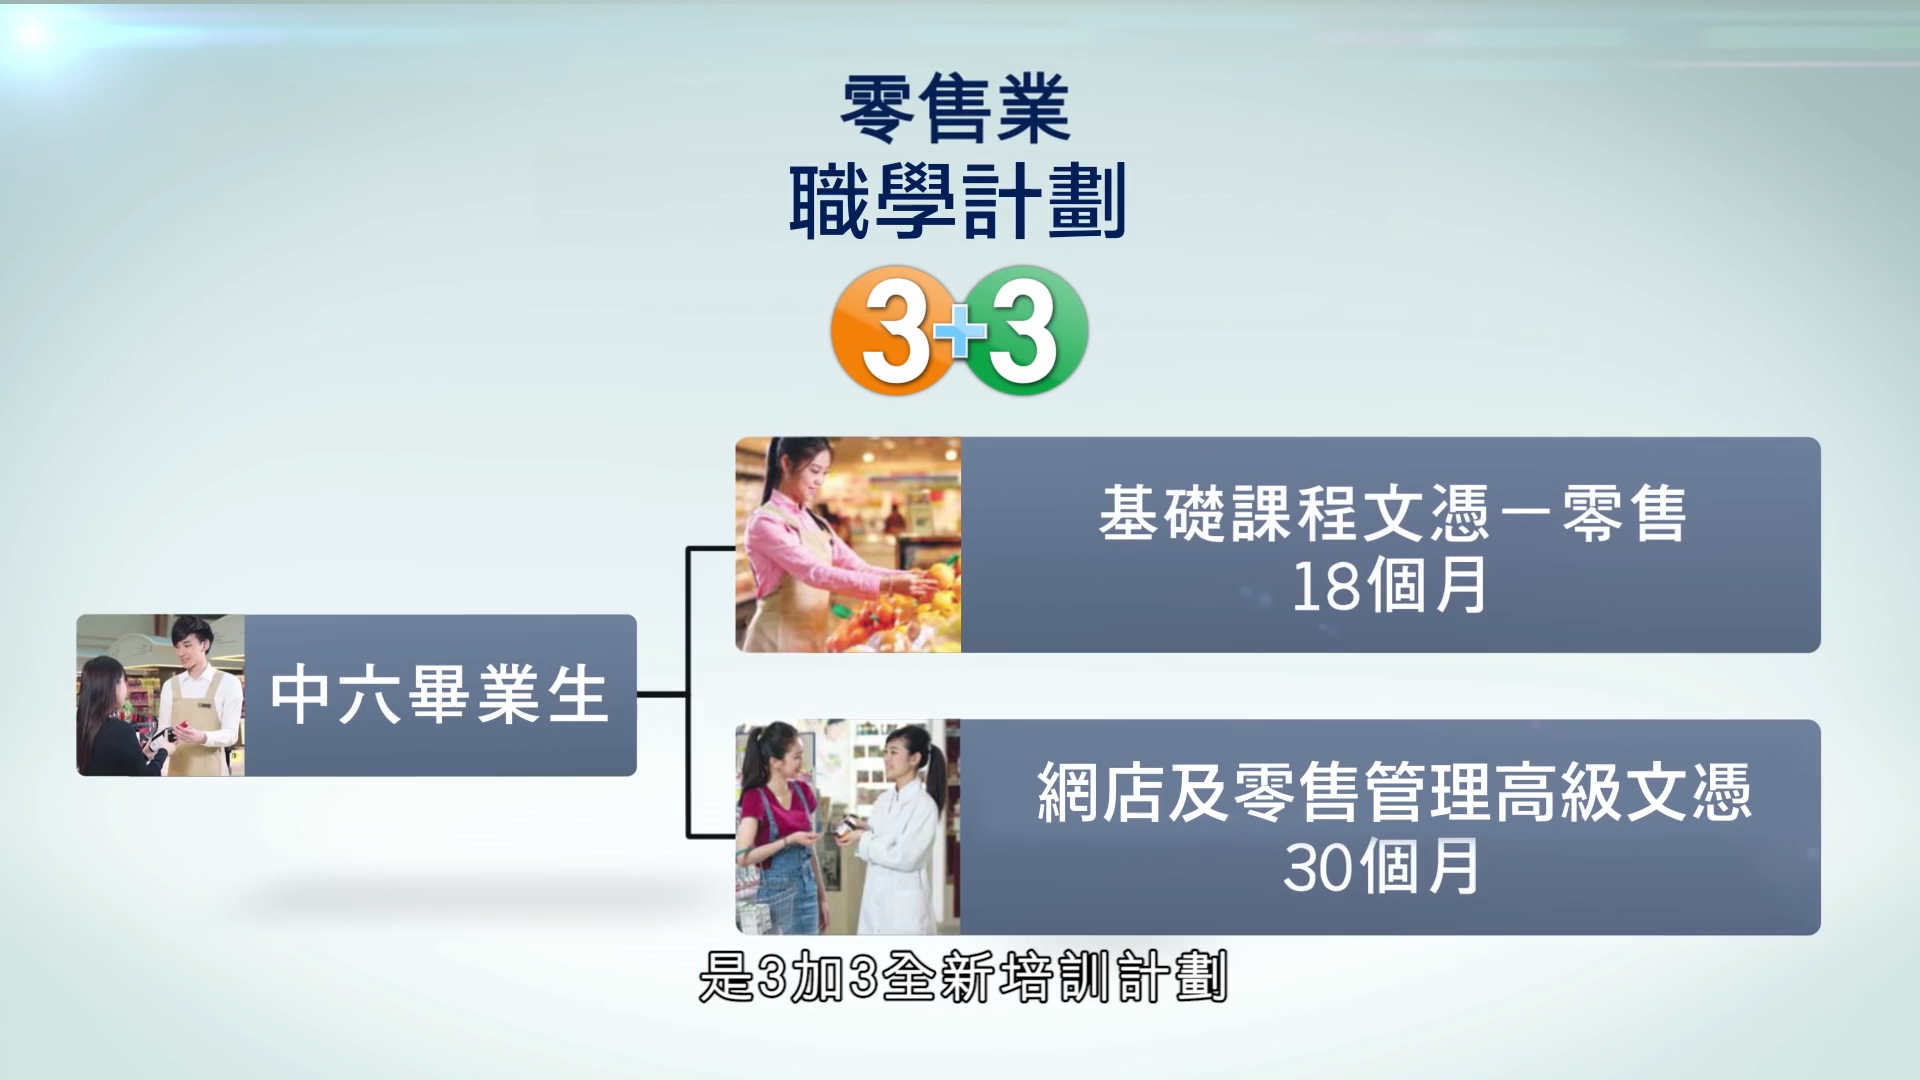 零售業
職學計劃
3+3
中六畢業生
基礎課程文憑－零售
18個月
網店及零售管理高級文憑
30個月
是3加3全新培訓計劃